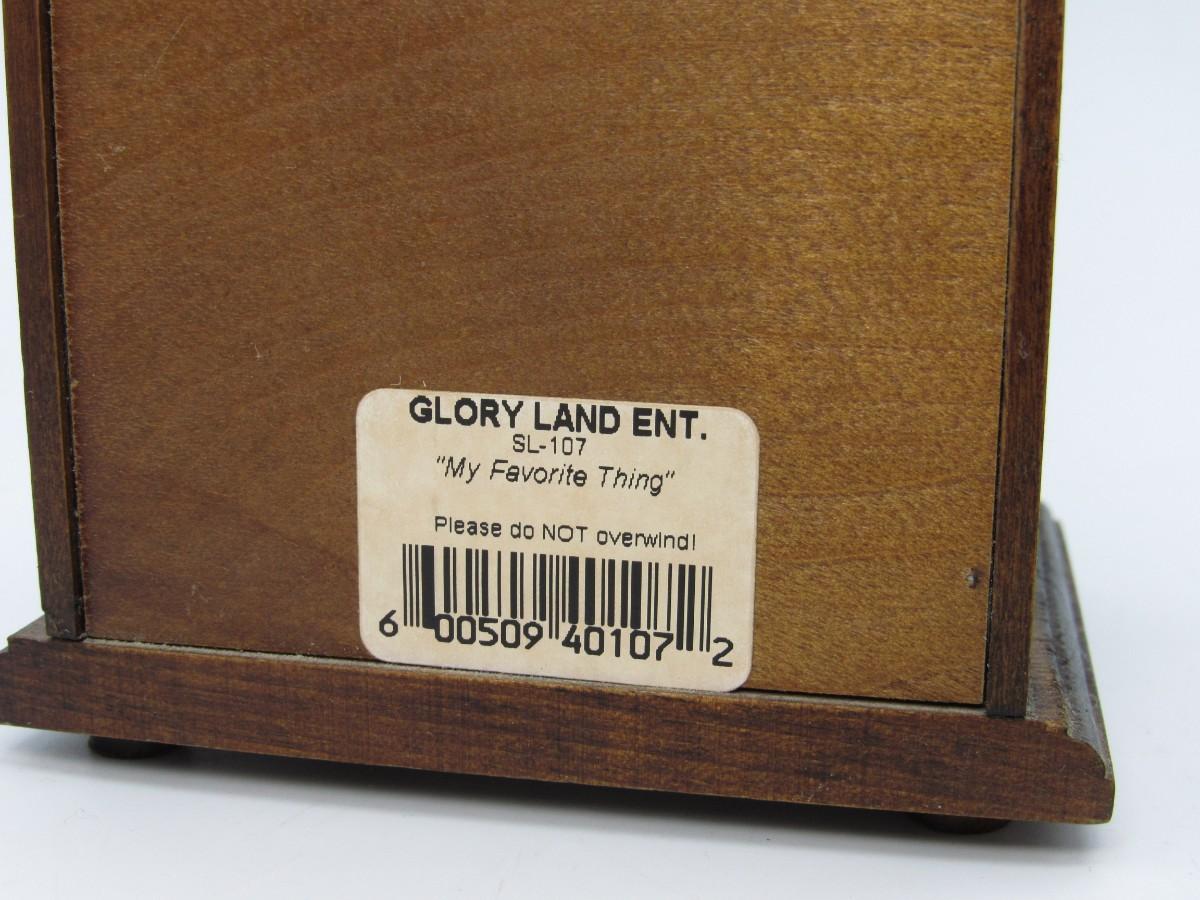 GLORY LAND ENT.
SL-107
"My Favorite Thing"
Please do NOT overwind!
6 00509 40107 2